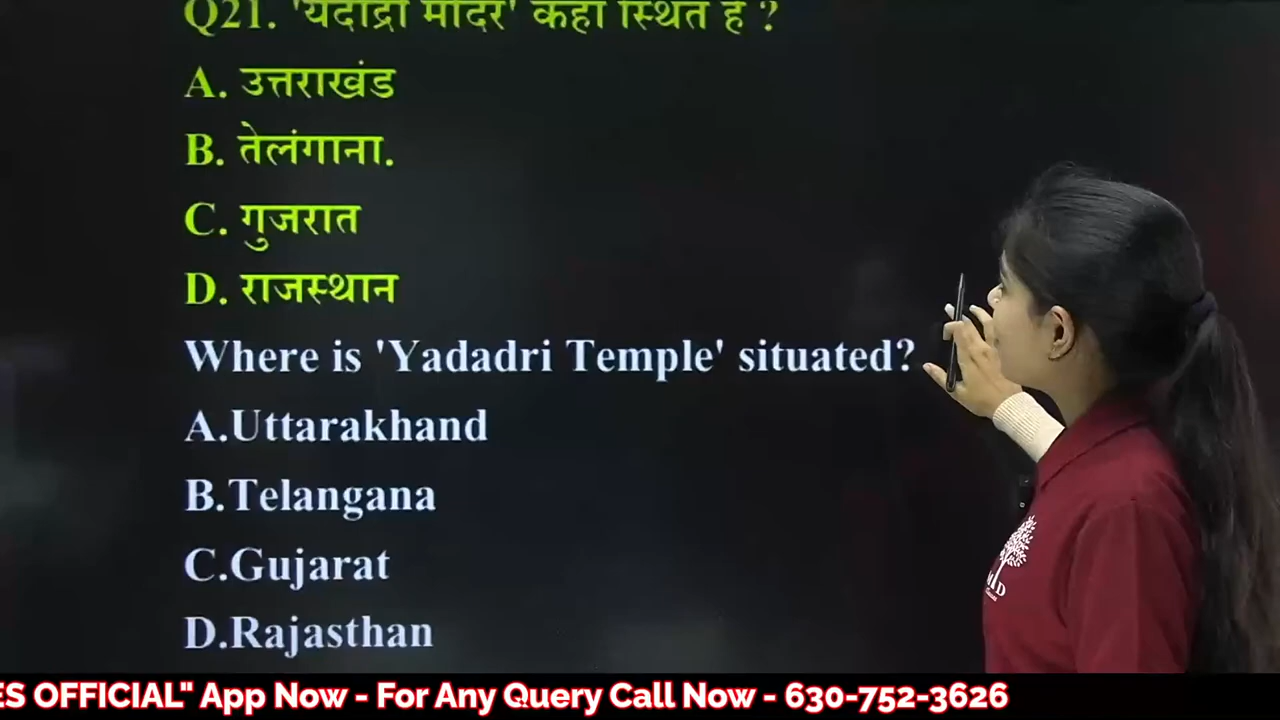 Q21. 'यदाद्री मंदिर' कहाँ स्थित है ?
A. उत्तराखंड
B. तेलंगाना.
C. गुजरात
D. राजस्थान
Where is 'Yadadri Temple' situated?
A.Uttarakhand
B.Telangana
C.Gujarat
D.Rajasthan
ES OFFICIAL" App Now - For Any Query Call Now - 630-752-3626